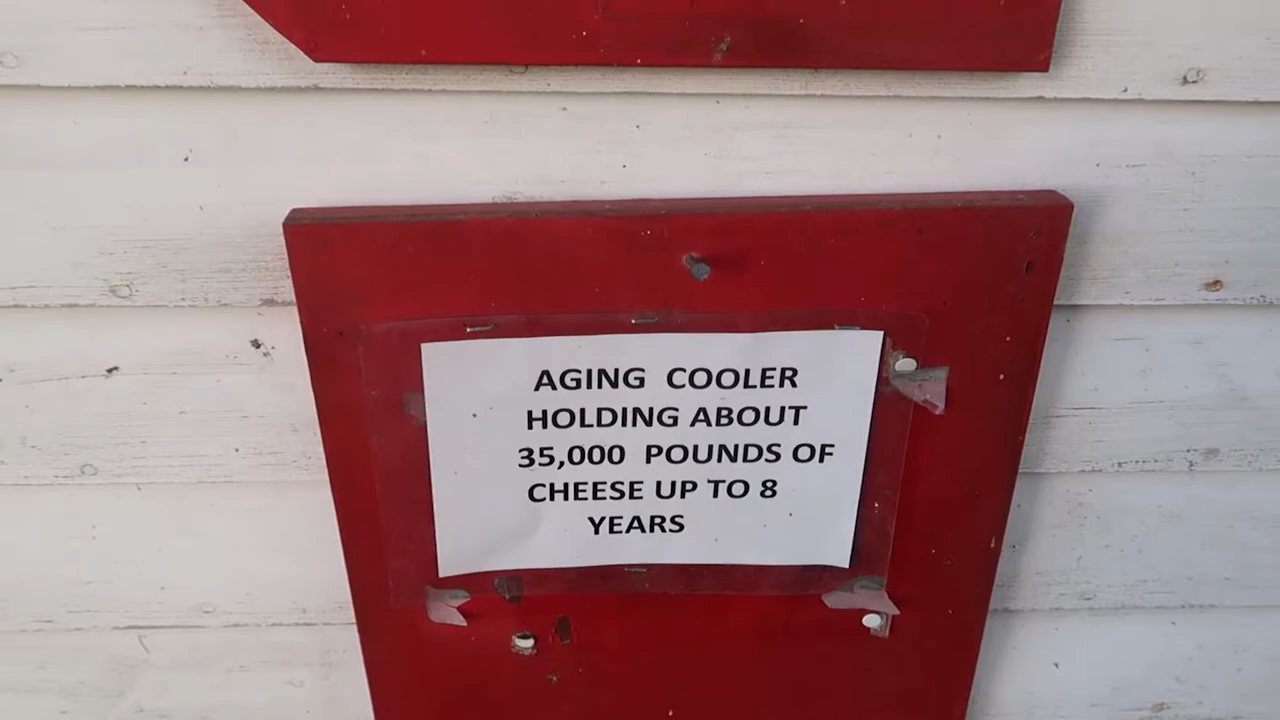 AGING COOLER
HOLDING ABOUT
35,000 POUNDS OF
CHEESE UP TO 8
YEARS